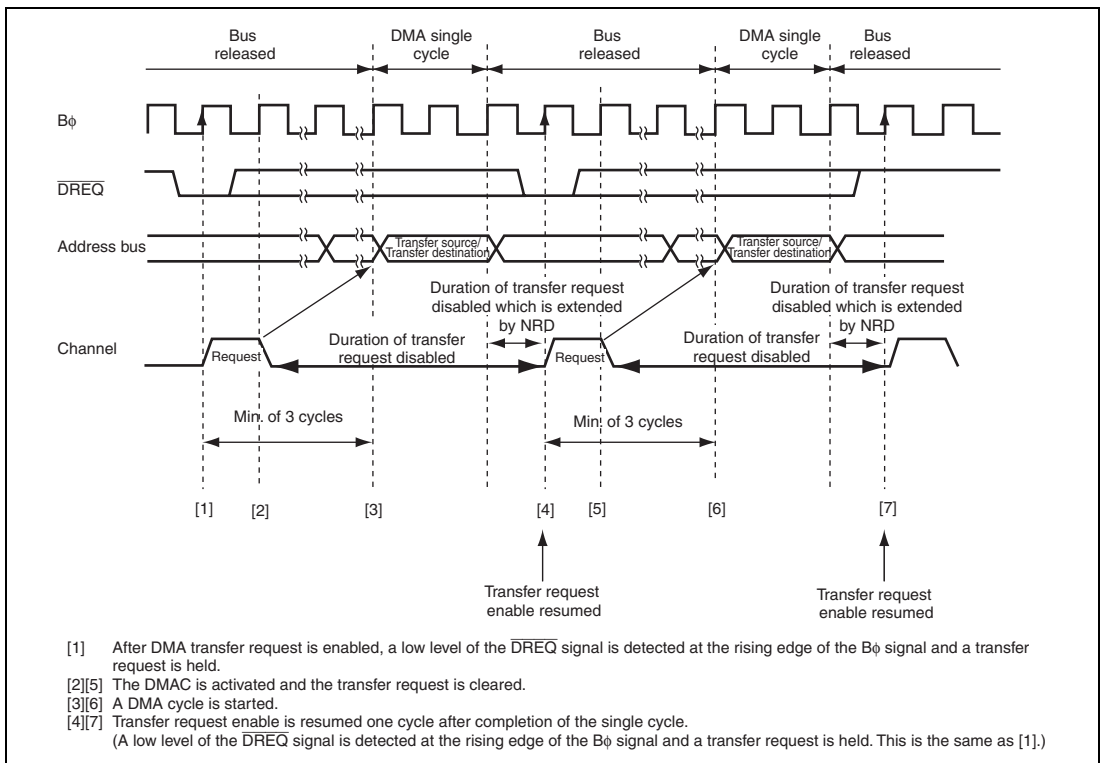 Bus released
DMA single cycle
Bus released
DMA single cycle
Bus released
Bφ
DREQ
Address bus
Transfer source/
Transfer destination
Transfer source/
Transfer destination
Duration of transfer request
disabled which is extended
by NRD
Duration of transfer request
disabled which is extended
by NRD
Channel
Request
Duration of transfer
request disabled
Request
Duration of transfer
request disabled
Min. of 3 cycles
Min. of 3 cycles
[1]
[2]
[3]
[4]
[5]
[6]
[7]
Transfer request
enable resumed
Transfer request
enable resumed
[1] After DMA transfer request is enabled, a low level of the DREQ signal is detected at the rising edge of the Bφ signal and a transfer
request is held.
[2][5] The DMAC is activated and the transfer request is cleared.
[3][6] A DMA cycle is started.
[4][7] Transfer request enable is resumed one cycle after completion of the single cycle.
(A low level of the DREQ signal is detected at the rising edge of the Bφ signal and a transfer request is held. This is the same as [1].)